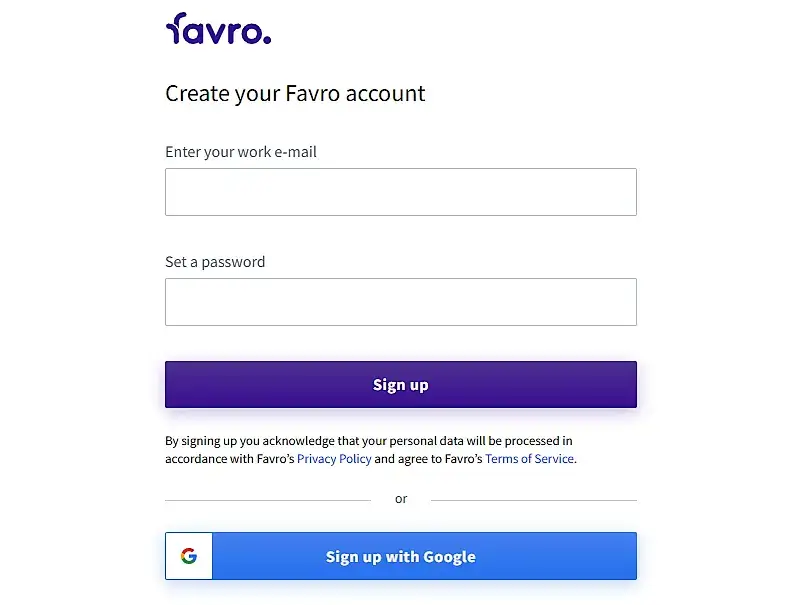 favro.
Create your Favro account
Enter your work e-mail
Set a password
Sign up
By signing up you acknowledge that your personal data will be processed in
accordance with Favro's Privacy Policy and agree to Favro's Terms of Service.
or
Sign up with Google